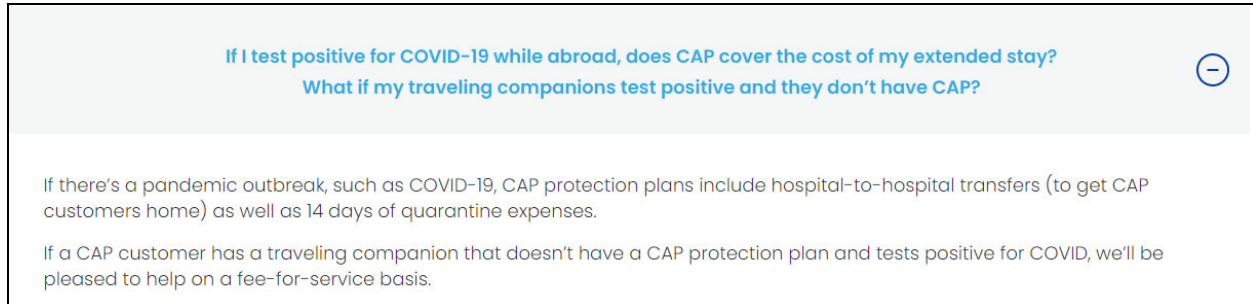 If I test positive for COVID-19 while abroad, does CAP cover the cost of my extended stay?
What if my traveling companions test positive and they don't have CAP?
If there's a pandemic outbreak, such as COVID-19, CAP protection plans include hospital-to-hospital transfers (to get CAP
customers home) as well as 14 days of quarantine expenses.
If a CAP customer has a traveling companion that doesn't have a CAP protection plan and tests positive for COVID, we'll be
pleased to help on a fee-for-service basis.